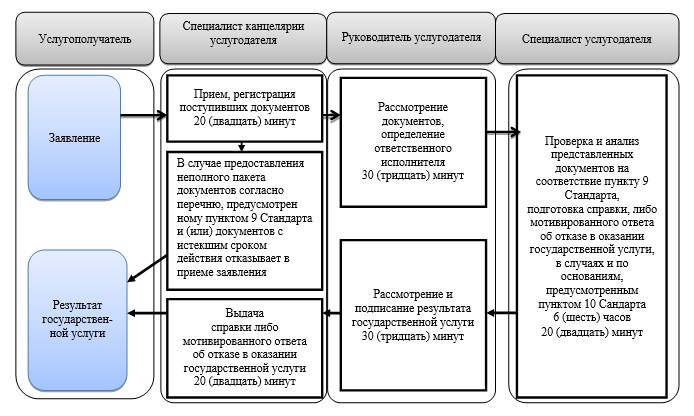 Услугополучатель
Специалист канцелярии
услугодателя
Руководитель услугодателя
Специалист услугодателя
Заявление
Прием, регистрация
поступивших документов
20 (двадцать) минут
Рассмотрение
документов,
определение
ответственного
исполнителя
30 (тридцать) минут
Проверка и анализ
представленных
документов на
соответствие пункту 9
Стандарта,
подготовка справки, либо
мотивированного ответа
об отказе в оказании
государственной услуги,
в случаях и по
основаниям,
предусмотренным
пунктом 10 Сандарта
6 (шесть) часов
20 (двадцать) минут
В случае предоставления
неполного пакета
документов согласно
перечню, предусмотрен
ному пунктом 9 Стандарта
и (или) документов с
истекшим сроком
действия отказывает в
приеме заявления
Рассмотрение и
подписание результата
государственной услуги
30 (тридцать) минут
Выдача
справки либо
мотивированного ответа
об отказе в оказании
государственной услуги
20 (двадцать) минут
Результат
государствен-
ной услуги